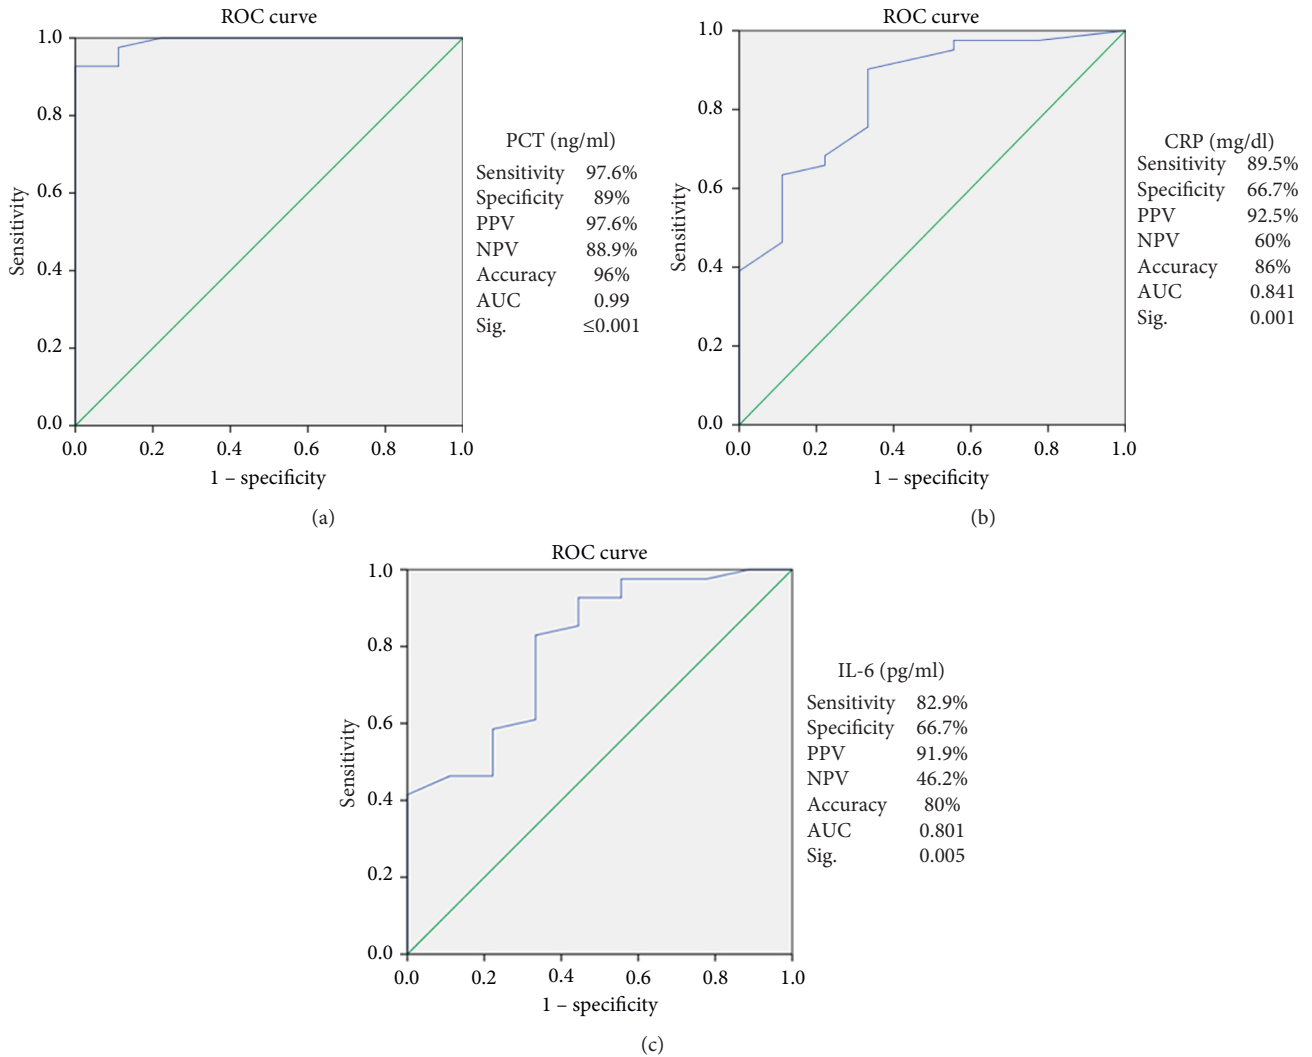 ROC curve
1.0
0.8
0.6
0.4
0.2
0.0
Sensitivity
0.0 0.2 0.4 0.6 0.8 1.0
1 – specificity
PCT (ng/ml)
Sensitivity 97.6%
Specificity 89%
PPV 97.6%
NPV 88.9%
Accuracy 96%
AUC 0.99
Sig. ≤0.001
(a)
ROC curve
1.0
0.8
0.6
0.4
0.2
0.0
Sensitivity
0.0 0.2 0.4 0.6 0.8 1.0
1 – specificity
CRP (mg/dl)
Sensitivity 89.5%
Specificity 66.7%
PPV 92.5%
NPV 60%
Accuracy 86%
AUC 0.841
Sig. 0.001
(b)
ROC curve
1.0
0.8
0.6
0.4
0.2
0.0
Sensitivity
0.0 0.2 0.4 0.6 0.8 1.0
1 – specificity
IL-6 (pg/ml)
Sensitivity 82.9%
Specificity 66.7%
PPV 91.9%
NPV 46.2%
Accuracy 80%
AUC 0.801
Sig. 0.005
(c)